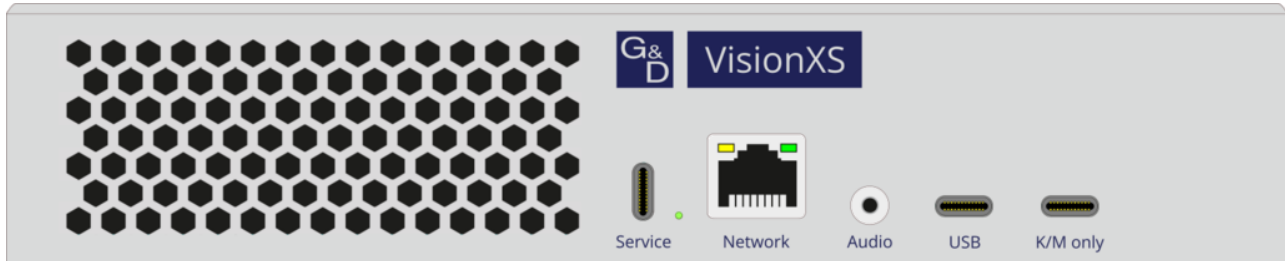 G&D
VisionXS
Service
Network
Audio
USB
K/M only